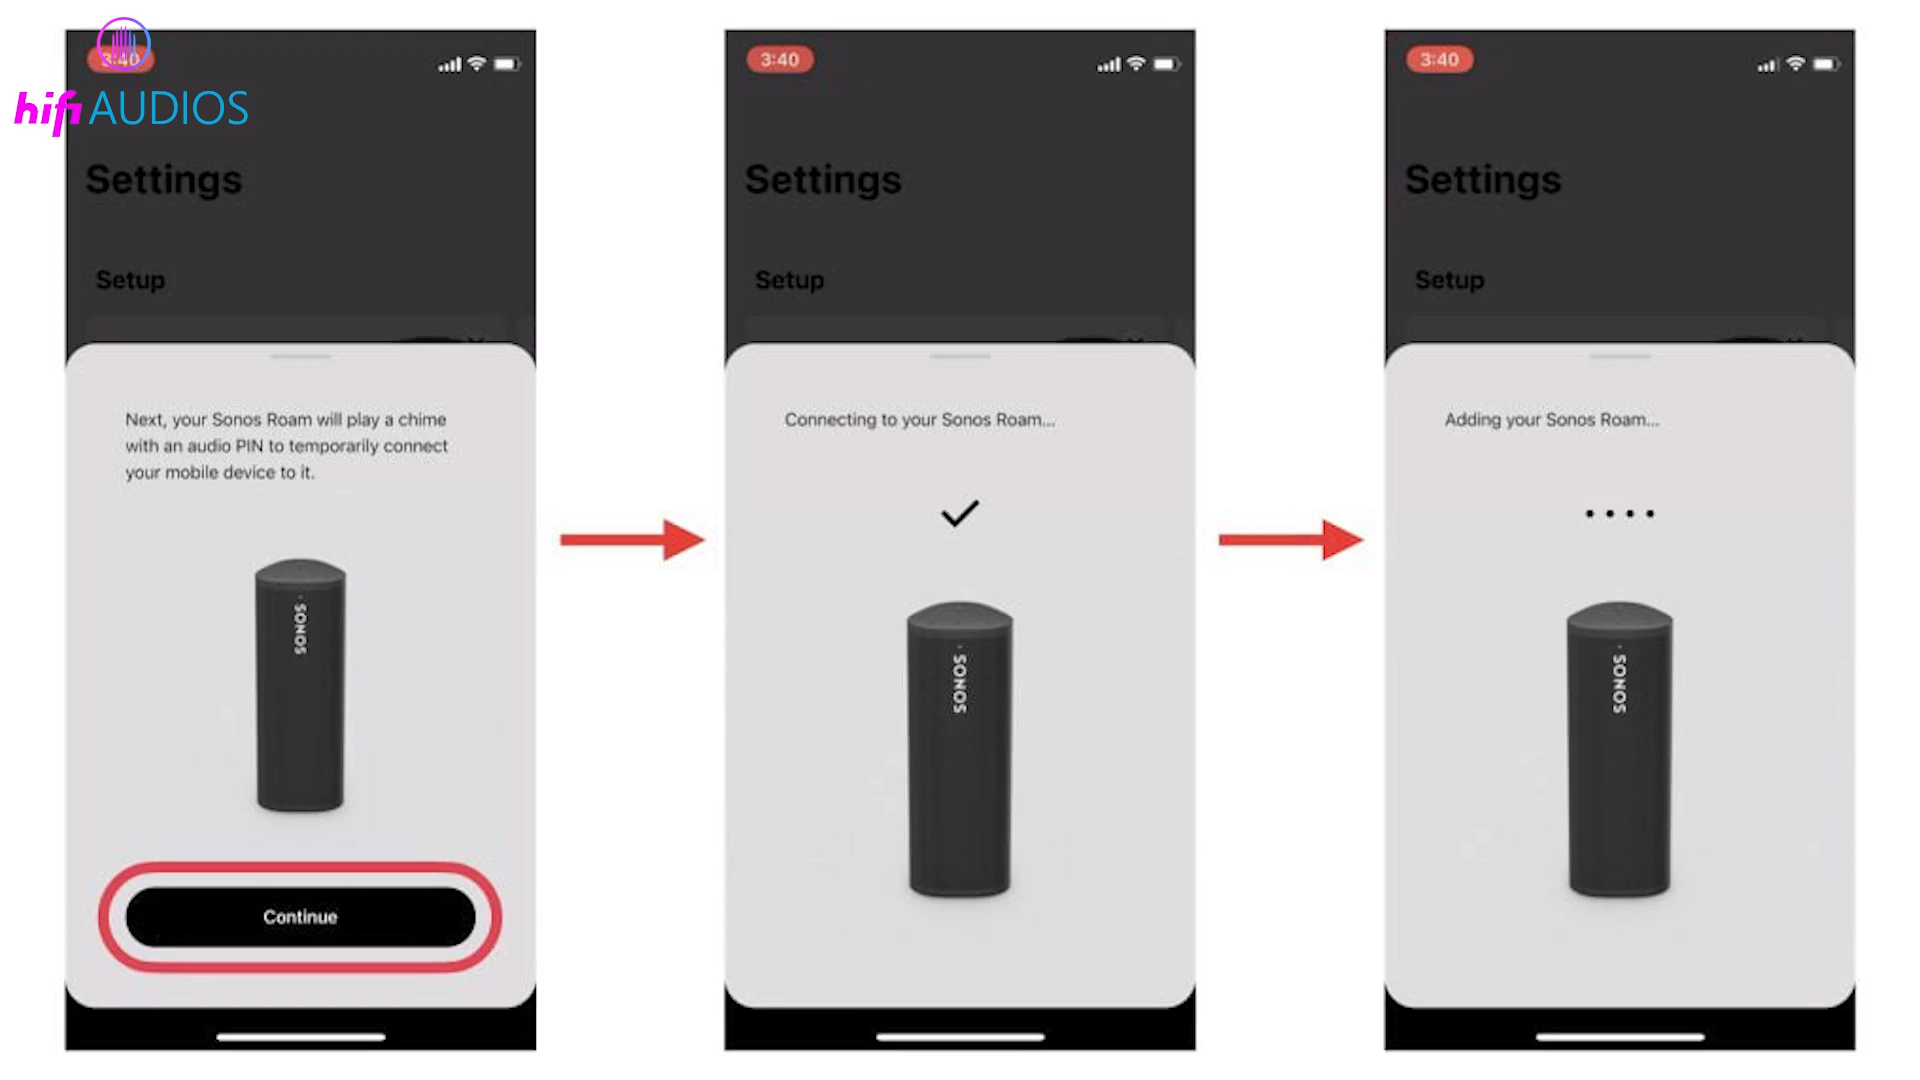 3:40
hifi AUDIOS
Settings
Setup
Next, your Sonos Roam will play a chime
with an audio PIN to temporarily connect
your mobile device to it.
SONOS
Continue
3:40
Settings
Setup
Connecting to your Sonos Roam...
SONOS
3:40
Settings
Setup
Adding your Sonos Roam...
SONOS